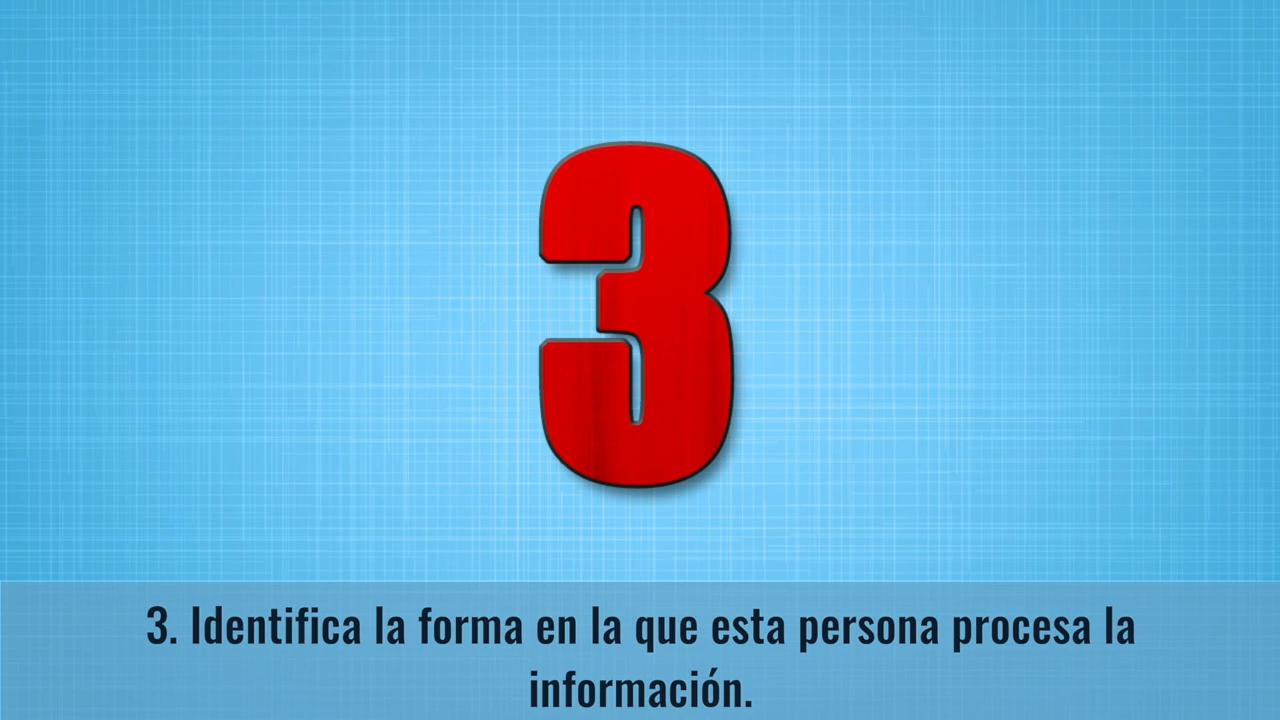 3
3. Identifica la forma en la que esta persona procesa la
información.